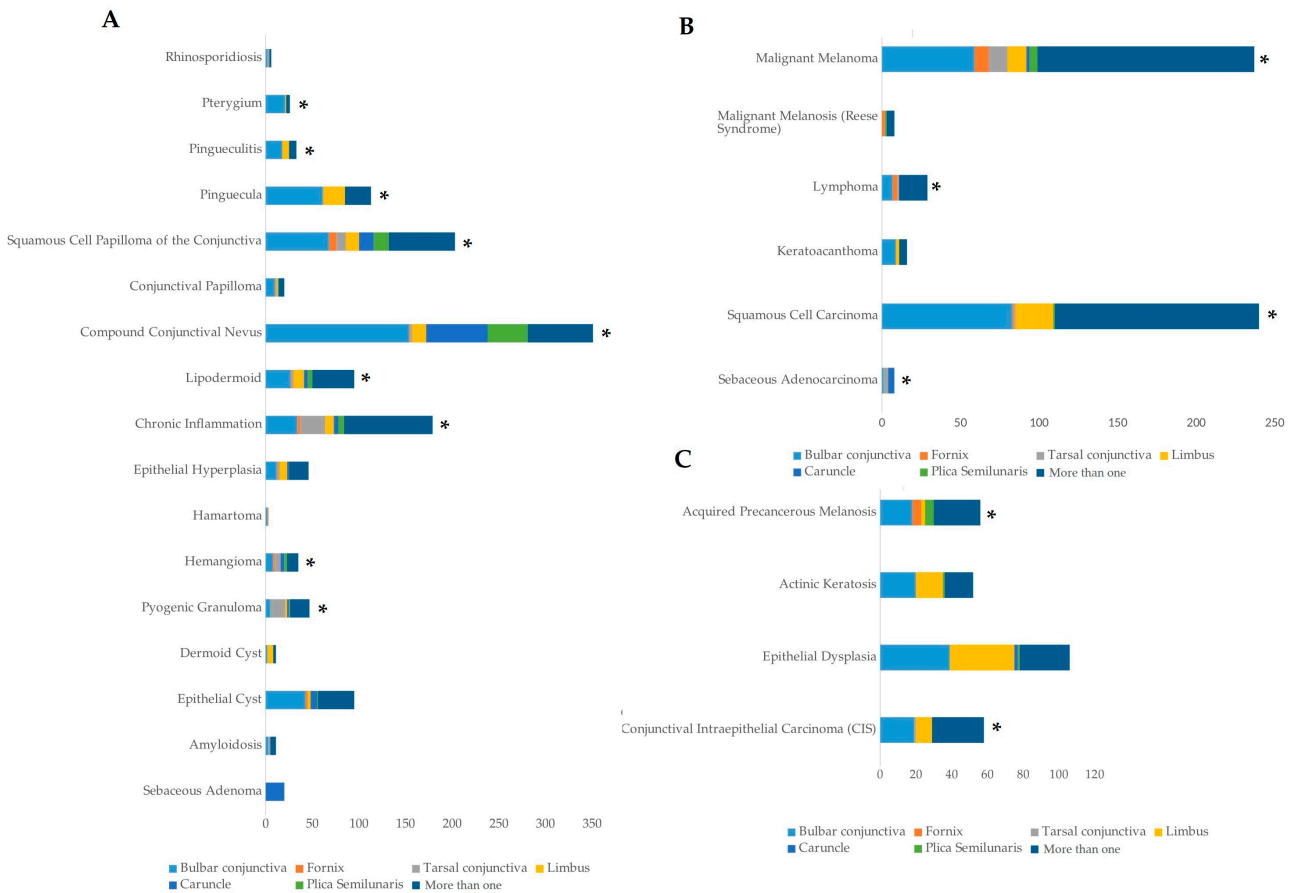 A
Rhinosporidiosis
Pterygium *
Pingueculitis *
Pinguecula *
Squamous Cell Papilloma of the Conjunctiva *
Conjunctival Papilloma
Compound Conjunctival Nevus *
Lipodermoid *
Chronic Inflammation *
Epithelial Hyperplasia
Hamartoma
Hemangioma *
Pyogenic Granuloma *
Dermoid Cyst
Epithelial Cyst
Amyloidosis
Sebaceous Adenoma
0 50 100 150 200 250 300 350
Bulbar conjunctiva Fornix Tarsal conjunctiva Limbus
Caruncle Plica Semilunaris More than one
B
Malignant Melanoma *
Malignant Melanosis (Reese
Syndrome)
Lymphoma *
Keratoacanthoma
Squamous Cell Carcinoma *
Sebaceous Adenocarcinoma *
0 50 100 150 200 250
Bulbar conjunctiva Fornix Tarsal conjunctiva Limbus
Caruncle Plica Semilunaris More than one
C
Acquired Precancerous Melanosis *
Actinic Keratosis
Epithelial Dysplasia
Conjunctival Intraepithelial Carcinoma (CIS) *
0 20 40 60 80 100 120
Bulbar conjunctiva Fornix Tarsal conjunctiva Limbus
Caruncle Plica Semilunaris More than one